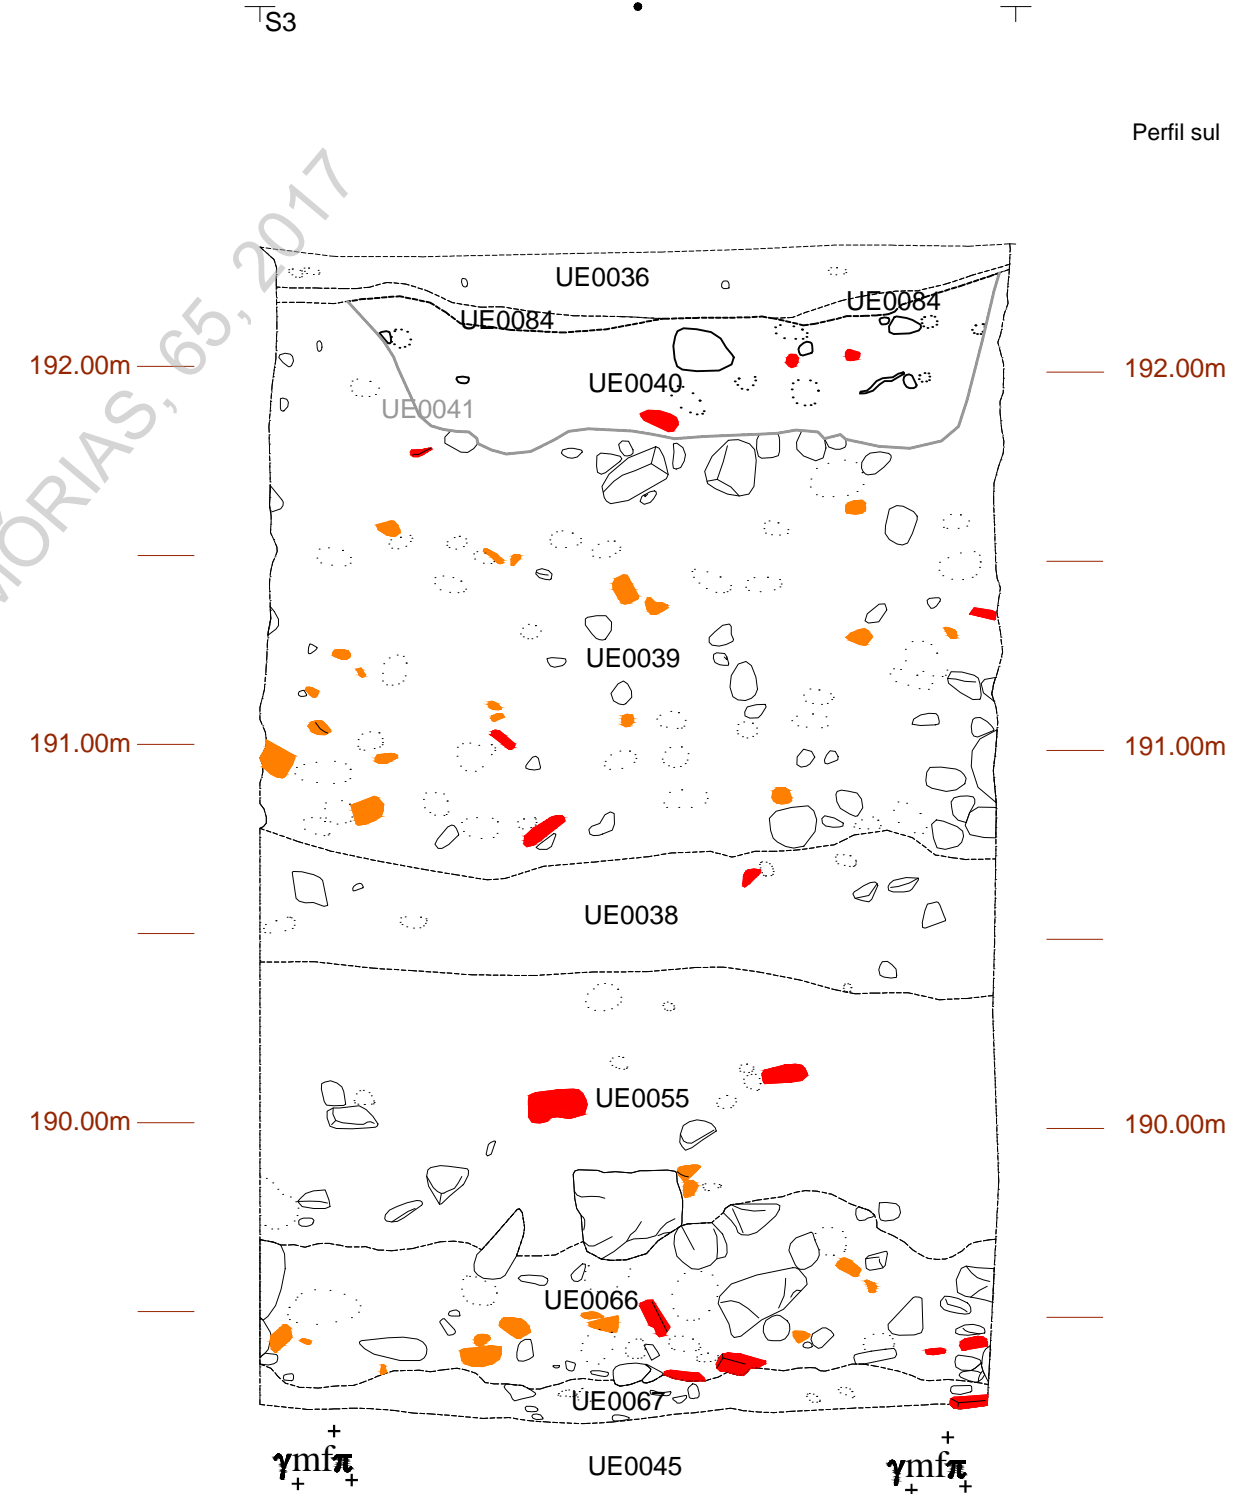 S3
Perfil sul
MÓRIAS, 65, 2017
UE0036
UE0084
UE0084
192.00m
192.00m
UE0040
UE0041
UE0039
191.00m
191.00m
UE0038
UE0055
190.00m
190.00m
UE0066
UE0067
γmfπ
γmfπ
UE0045